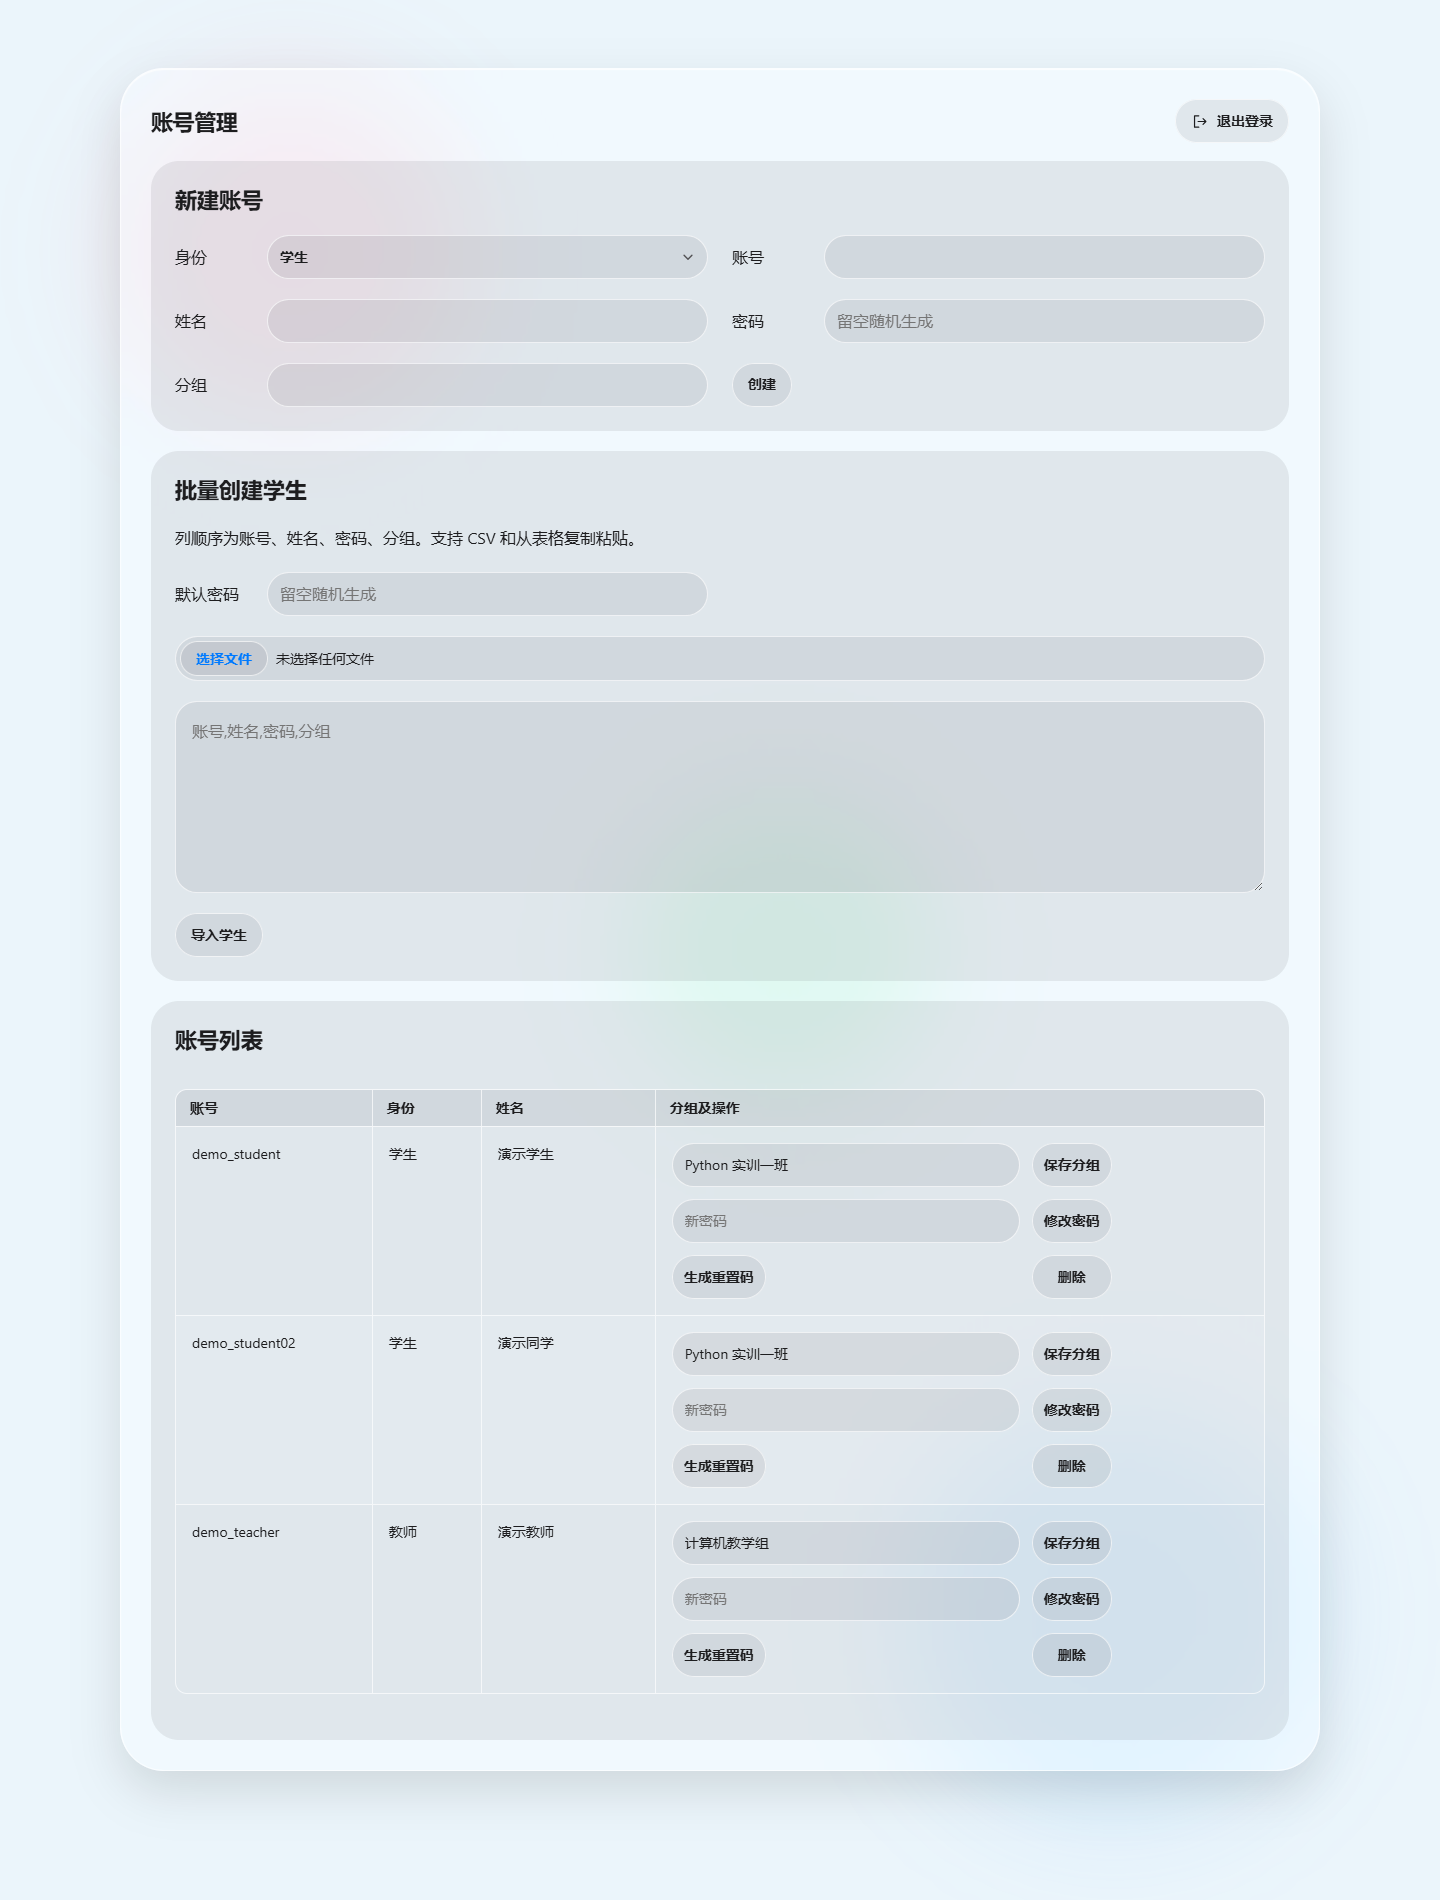 账号管理
退出登录
新建账号
身份 学生 账号
姓名 密码 留空随机生成
分组 创建
批量创建学生
列顺序为账号、姓名、密码、分组。支持 CSV 和从表格复制粘贴。
默认密码 留空随机生成
选择文件 未选择任何文件
账号,姓名,密码,分组
导入学生
账号列表
账号 身份 姓名 分组及操作
demo_student 学生 演示学生 Python 实训一班 保存分组
新密码 修改密码
生成重置码 删除
demo_student02 学生 演示同学 Python 实训一班 保存分组
新密码 修改密码
生成重置码 删除
demo_teacher 教师 演示教师 计算机教学组 保存分组
新密码 修改密码
生成重置码 删除